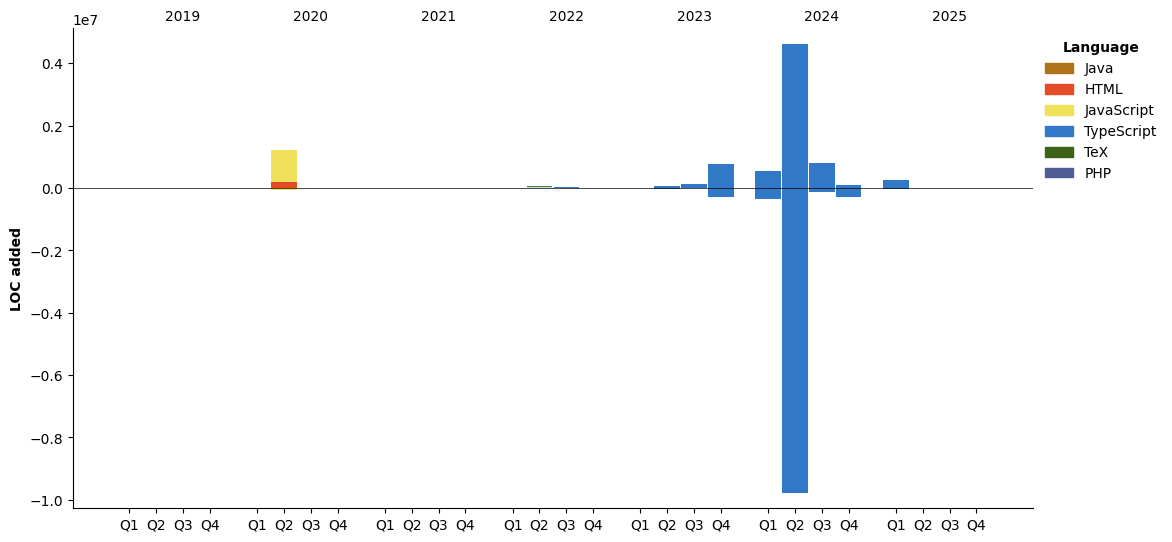 1e7
2019 2020 2021 2022 2023 2024 2025
Language
Java
HTML
JavaScript
TypeScript
TeX
PHP
LOC added
0.4
0.2
0.0
−0.2
−0.4
−0.6
−0.8
−1.0
Q1 Q2 Q3 Q4 Q1 Q2 Q3 Q4 Q1 Q2 Q3 Q4 Q1 Q2 Q3 Q4 Q1 Q2 Q3 Q4 Q1 Q2 Q3 Q4 Q1 Q2 Q3 Q4